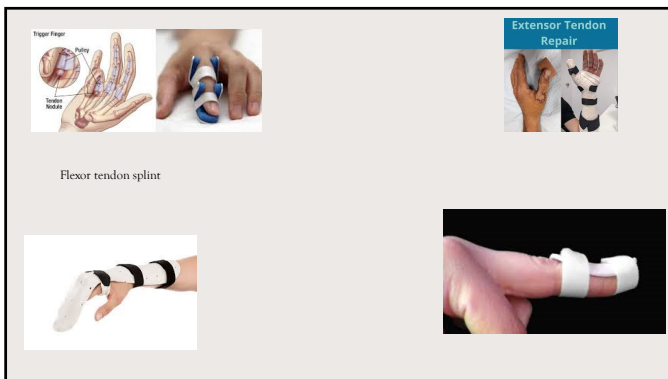 Trigger Finger
Pulley
Tendon
Nodule
Extensor Tendon
Repair
Flexor tendon splint